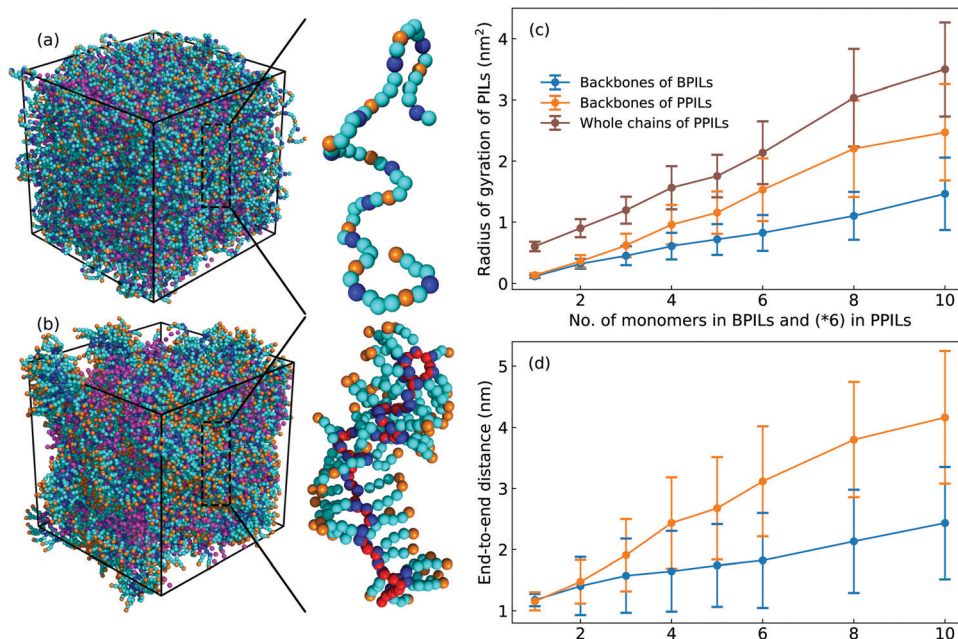 (a)
(b)
(c)
Radius of gyration of PILs (nm²)
4
3
2
1
0
Backbones of BPILs
Backbones of PPILs
Whole chains of PPILs
2 4 6 8 10
No. of monomers in BPILs and (*6) in PPILs
(d)
End-to-end distance (nm)
5
4
3
2
1
2 4 6 8 10